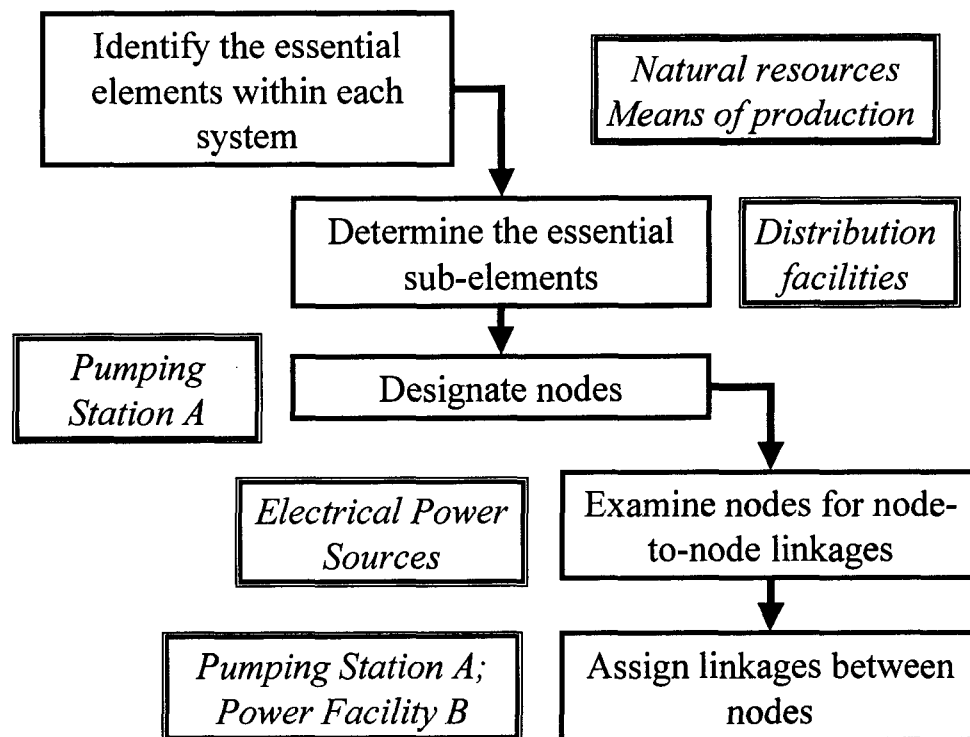 Identify the essential
elements within each
system
Natural resources
Means of production
Determine the essential
sub-elements
Distribution
facilities
Pumping
Station A
Designate nodes
Electrical Power
Sources
Examine nodes for node-
to-node linkages
Pumping Station A;
Power Facility B
Assign linkages between
nodes